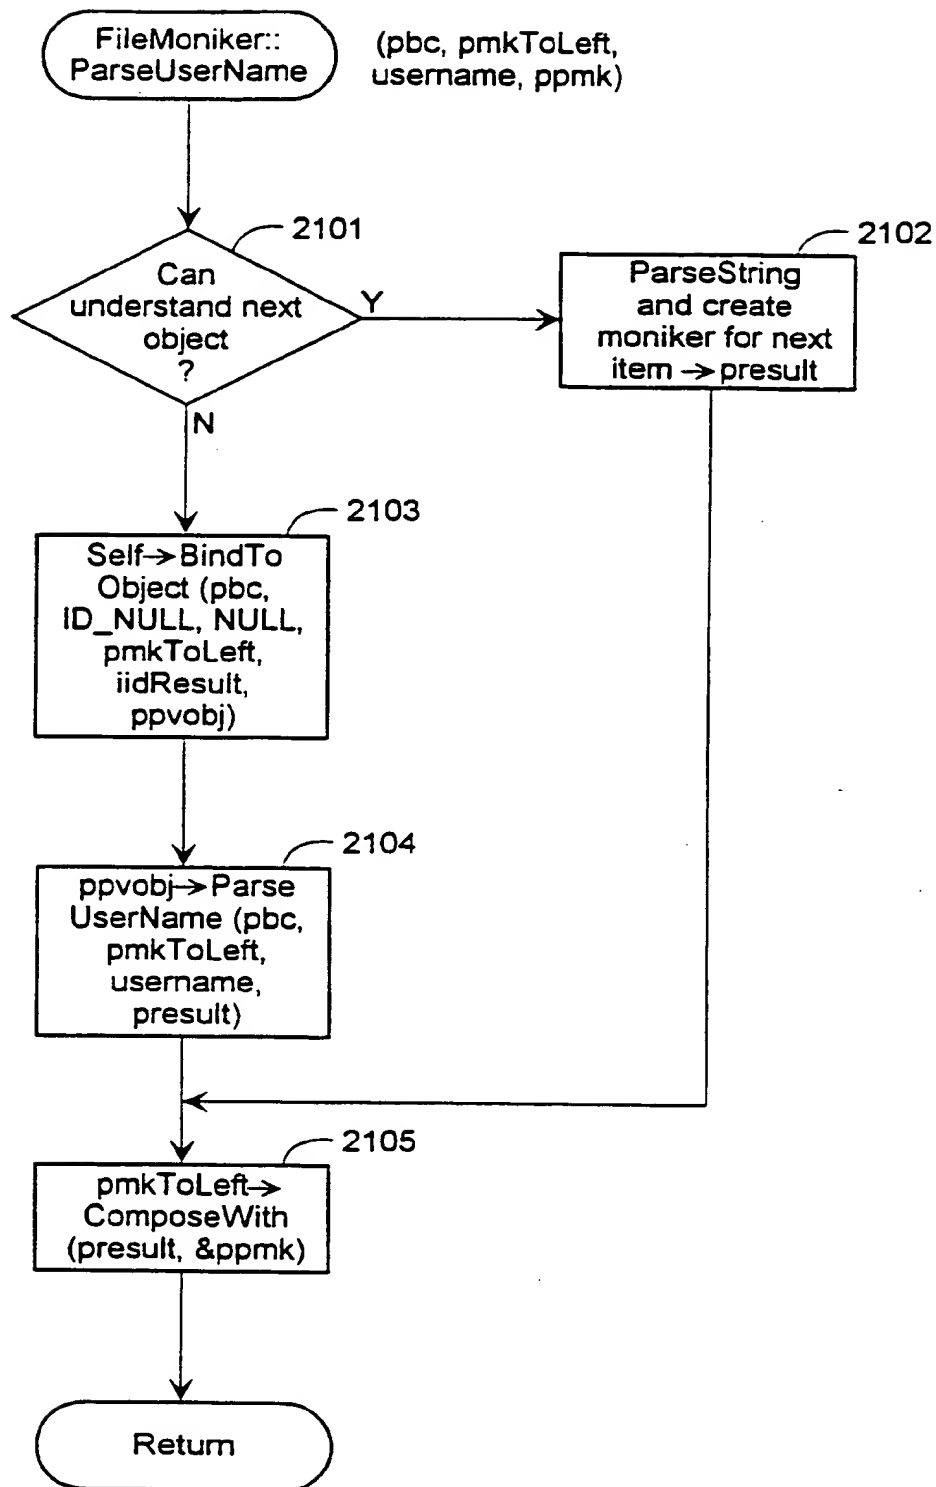 FileMoniker::
ParseUserName
(pbc, pmkToLeft,
username, ppmk)
2101
Can
understand next
object
?
Y
N
2102
ParseString
and create
moniker for next
item → presult
2103
Self→BindTo
Object (pbc,
ID_NULL, NULL,
pmkToLeft,
iidResult,
ppvobj)
2104
ppvobj→Parse
UserName (pbc,
pmkToLeft,
username,
presult)
2105
pmkToLeft→
ComposeWith
(presult, &ppmk)
Return